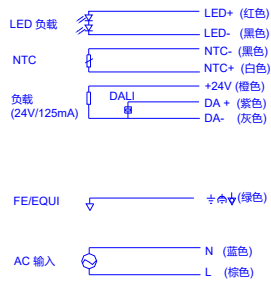 LED 负载
LED+ (红色)
LED- (黑色)
NTC
NTC- (黑色)
NTC+ (白色)
负载
(24V/125mA)
DALI
+24V (橙色)
DA + (紫色)
DA- (灰色)
FE/EQUI
(绿色)
AC 输入
N (蓝色)
L (棕色)